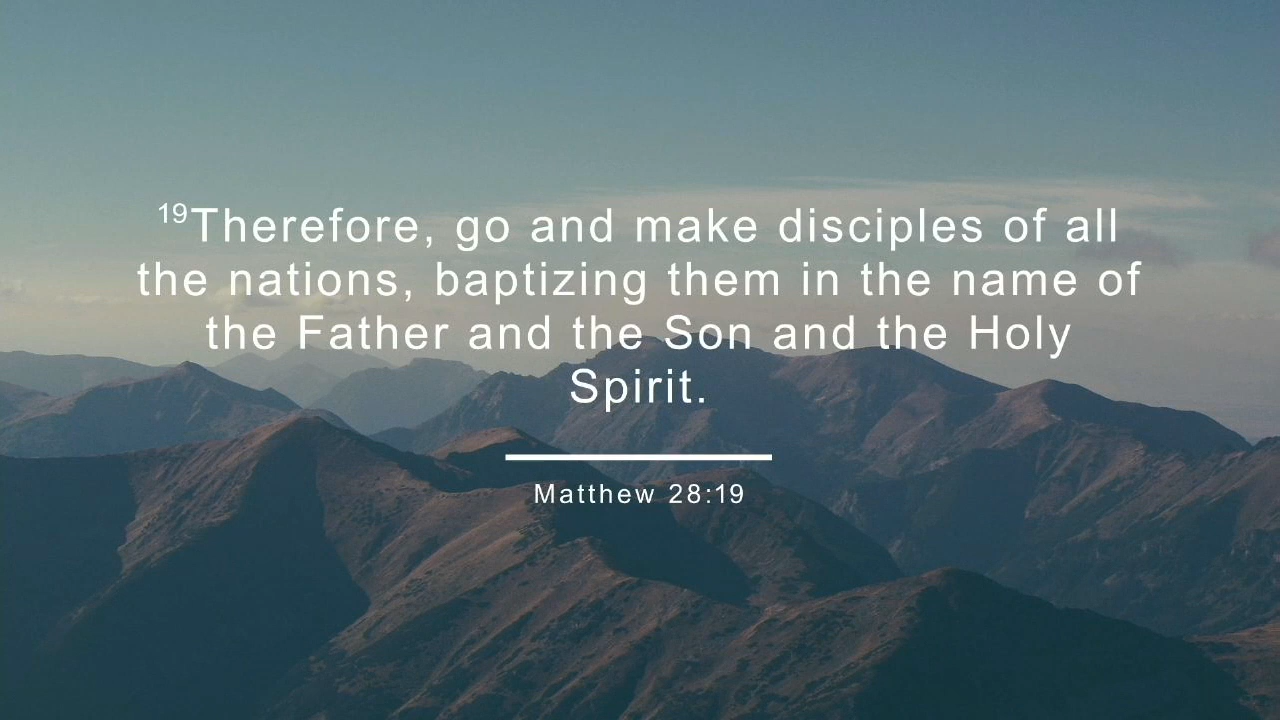 19Therefore, go and make disciples of all
the nations, baptizing them in the name of
the Father and the Son and the Holy
Spirit.
Matthew 28:19